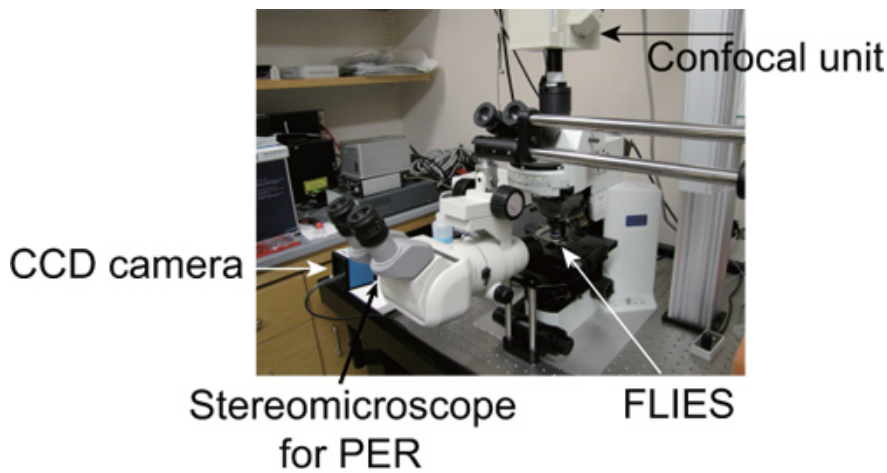 Confocal unit
CCD camera
Stereomicroscope
for PER
FLIES